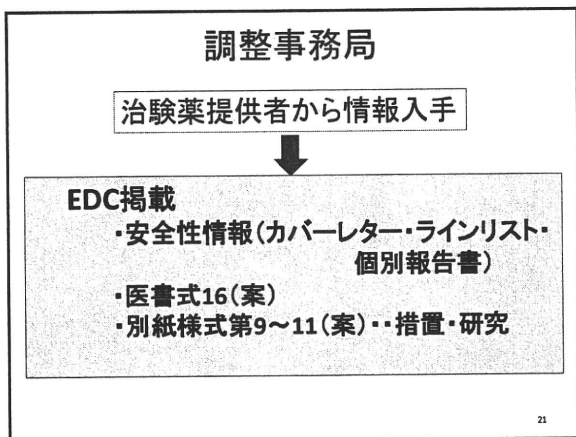 調整事務局
治験薬提供者から情報入手
EDC掲載
・安全性情報(カバーレター・ラインリスト・
個別報告書)
・医書式16(案)
・別紙様式第9～11(案)・・措置・研究
21